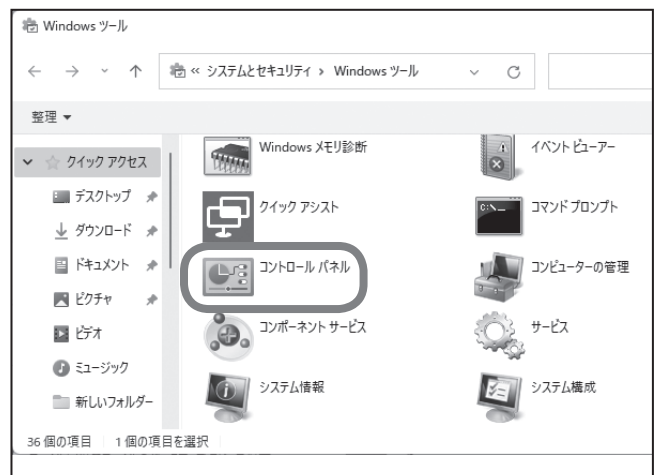 Windows ツール
« システムとセキュリティ › Windows ツール
整理
クイック アクセス
デスクトップ
ダウンロード
ドキュメント
ピクチャ
ビデオ
ミュージック
新しいフォルダー
Windows メモリ診断
イベント ビューアー
クイック アシスト
C:\_
コマンド プロンプト
コントロール パネル
コンピューターの管理
コンポーネント サービス
サービス
システム情報
システム構成
36 個の項目
1 個の項目を選択